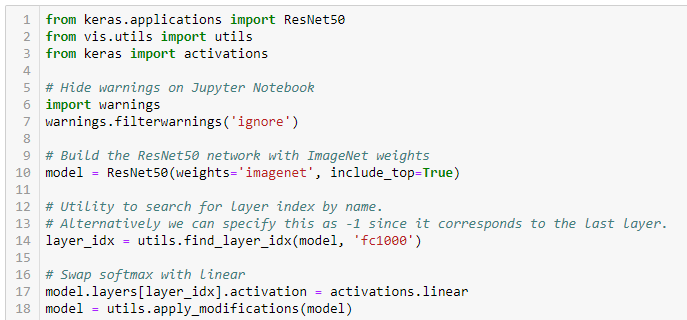 1 from keras.applications import ResNet50
2 from vis.utils import utils
3 from keras import activations
4
5 # Hide warnings on Jupyter Notebook
6 import warnings
7 warnings.filterwarnings('ignore')
8
9 # Build the ResNet50 network with ImageNet weights
10 model = ResNet50(weights='imagenet', include_top=True)
11
12 # Utility to search for layer index by name.
13 # Alternatively we can specify this as -1 since it corresponds to the last layer.
14 layer_idx = utils.find_layer_idx(model, 'fc1000')
15
16 # Swap softmax with linear
17 model.layers[layer_idx].activation = activations.linear
18 model = utils.apply_modifications(model)